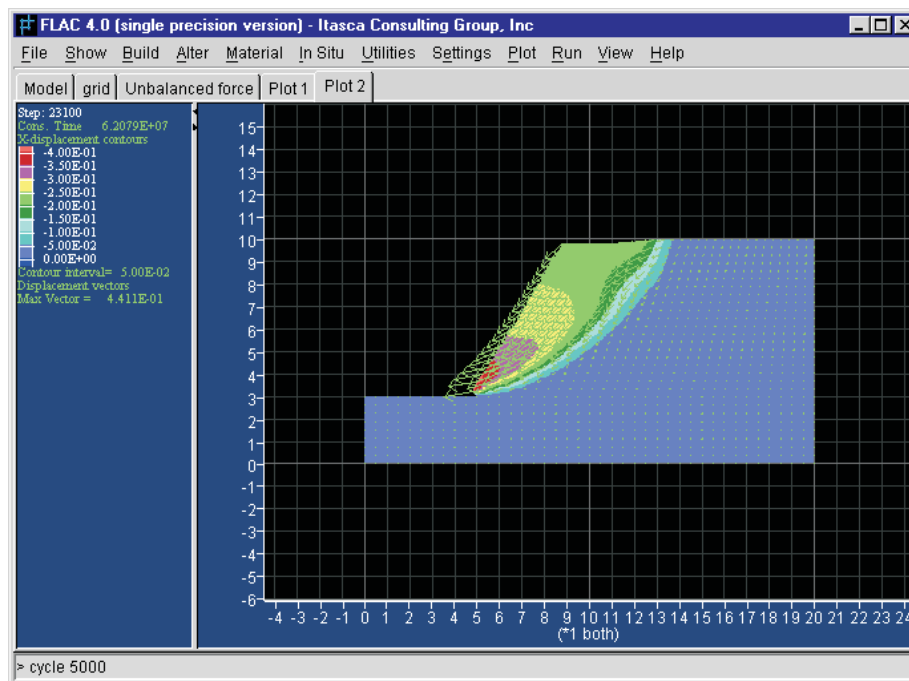 FLAC 4.0 (single precision version) - Itasca Consulting Group, Inc
File Show Build Alter Material In Situ Utilities Settings Plot Run View Help
Model grid Unbalanced force Plot 1 Plot 2
Step: 23100
Cons. Time 6.2079E+07
X-displacement contours
-4.00E-01
-3.50E-01
-3.00E-01
-2.50E-01
-2.00E-01
-1.50E-01
-1.00E-01
-5.00E-02
0.00E+00
Contour interval= 5.00E-02
Displacement vectors
Max Vector = 4.411E-01
15
14
13
12
11
10
9
8
7
6
5
4
3
2
1
0
-1
-2
-3
-4
-5
-6
-4 -3 -2 -1 0 1 2 3 4 5 6 7 8 9 10 11 12 13 14 15 16 17 18 19 20 21 22 23 24
(*1 both)
> cycle 5000